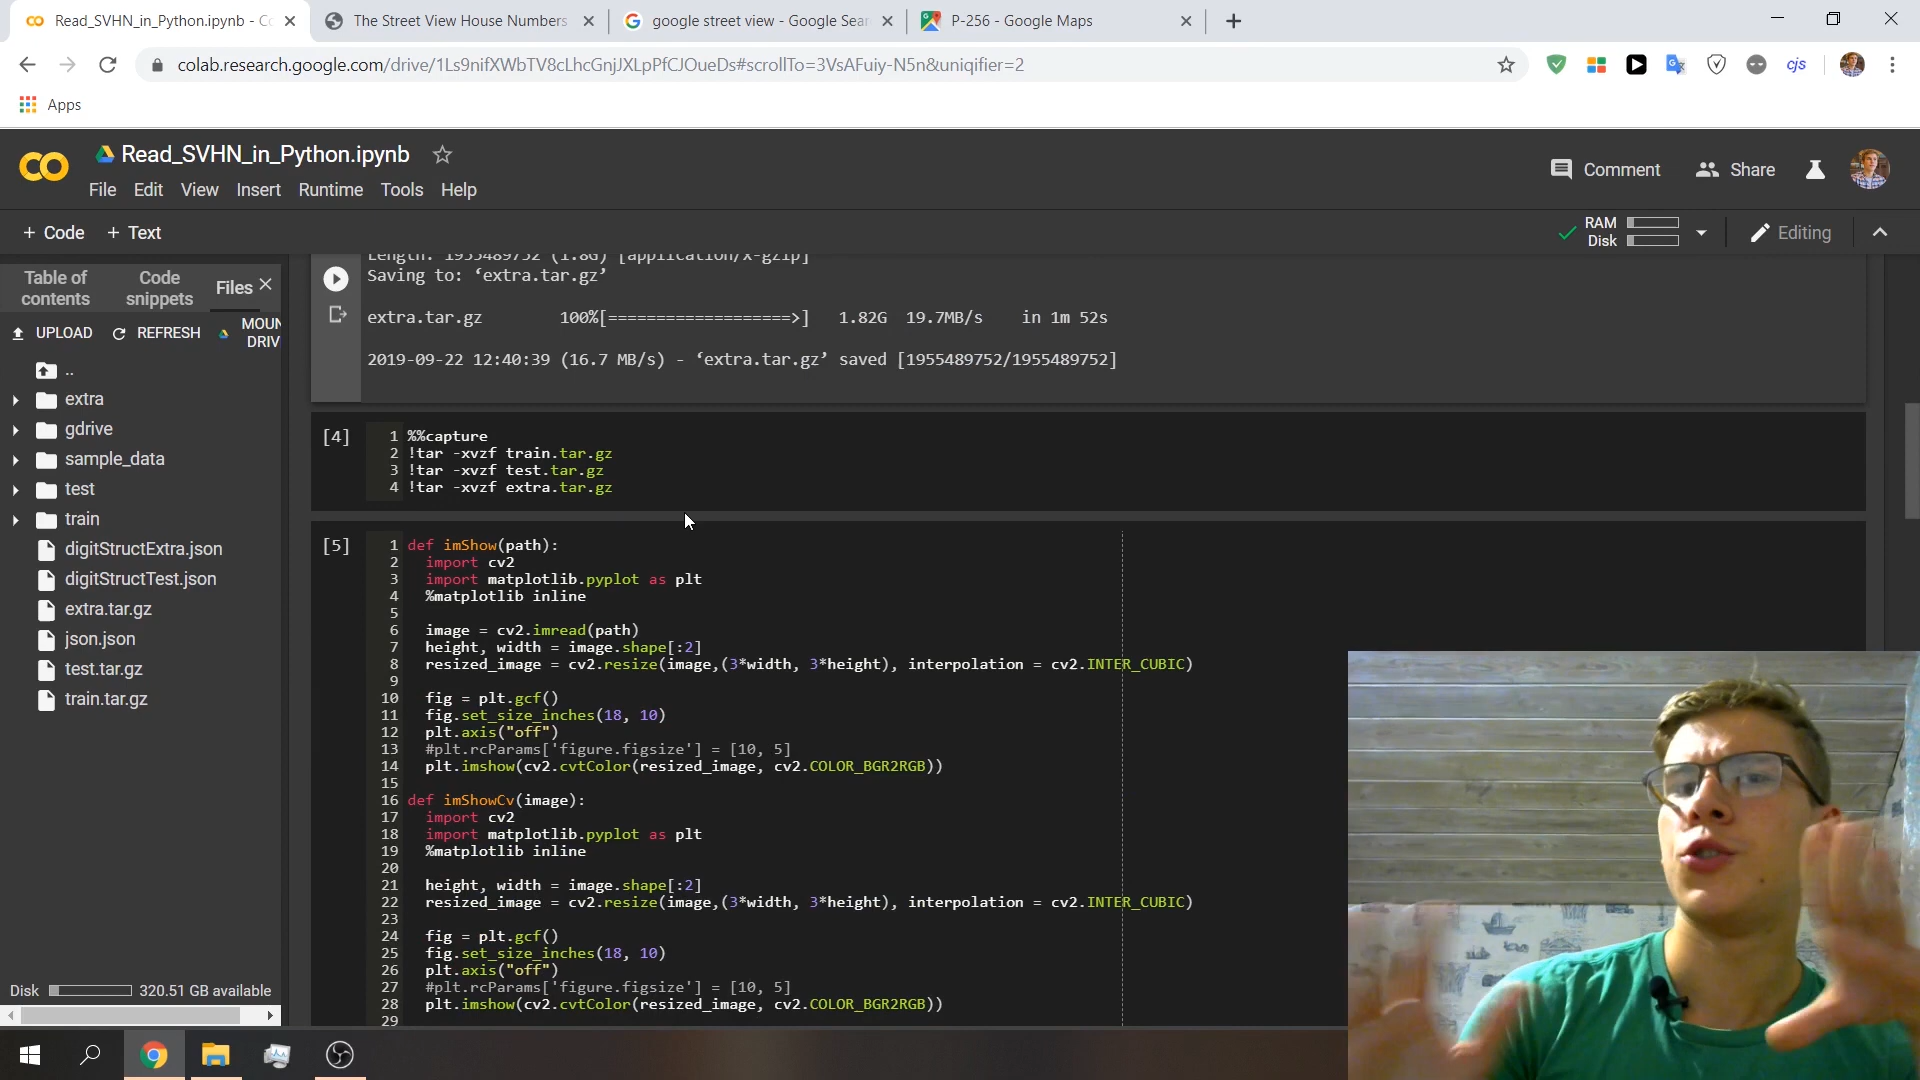 Read_SVHN_in_Python.ipynb - Co
The Street View House Numbers
google street view - Google Sear
P-256 - Google Maps
colab.research.google.com/drive/1Ls9nifXWbTV8cLhcGnjJXLpPfCJOueDs#scrollTo=3VsAFuiy-N5n&uniqifier=2
cjs
Apps
Read_SVHN_in_Python.ipynb
File Edit View Insert Runtime Tools Help
Comment
Share
+ Code + Text
RAM
Disk
Editing
Table of contents
Code snippets
Files
UPLOAD
REFRESH
MOUN
DRIV
..
extra
gdrive
sample_data
test
train
digitStructExtra.json
digitStructTest.json
extra.tar.gz
json.json
test.tar.gz
train.tar.gz
Disk 320.51 GB available
Length: 1955489752 (1.8G) [application/x-gzip]
Saving to: ‘extra.tar.gz’
extra.tar.gz 100%[===================>] 1.82G 19.7MB/s in 1m 52s
2019-09-22 12:40:39 (16.7 MB/s) - ‘extra.tar.gz’ saved [1955489752/1955489752]
[4]
1 %%capture
2 !tar -xvzf train.tar.gz
3 !tar -xvzf test.tar.gz
4 !tar -xvzf extra.tar.gz
[5]
1 def imShow(path):
2 import cv2
3 import matplotlib.pyplot as plt
4 %matplotlib inline
5
6 image = cv2.imread(path)
7 height, width = image.shape[:2]
8 resized_image = cv2.resize(image,(3*width, 3*height), interpolation = cv2.INTER_CUBIC)
9
10 fig = plt.gcf()
11 fig.set_size_inches(18, 10)
12 plt.axis("off")
13 #plt.rcParams['figure.figsize'] = [10, 5]
14 plt.imshow(cv2.cvtColor(resized_image, cv2.COLOR_BGR2RGB))
15
16 def imShowCv(image):
17 import cv2
18 import matplotlib.pyplot as plt
19 %matplotlib inline
20
21 height, width = image.shape[:2]
22 resized_image = cv2.resize(image,(3*width, 3*height), interpolation = cv2.INTER_CUBIC)
23
24 fig = plt.gcf()
25 fig.set_size_inches(18, 10)
26 plt.axis("off")
27 #plt.rcParams['figure.figsize'] = [10, 5]
28 plt.imshow(cv2.cvtColor(resized_image, cv2.COLOR_BGR2RGB))
29